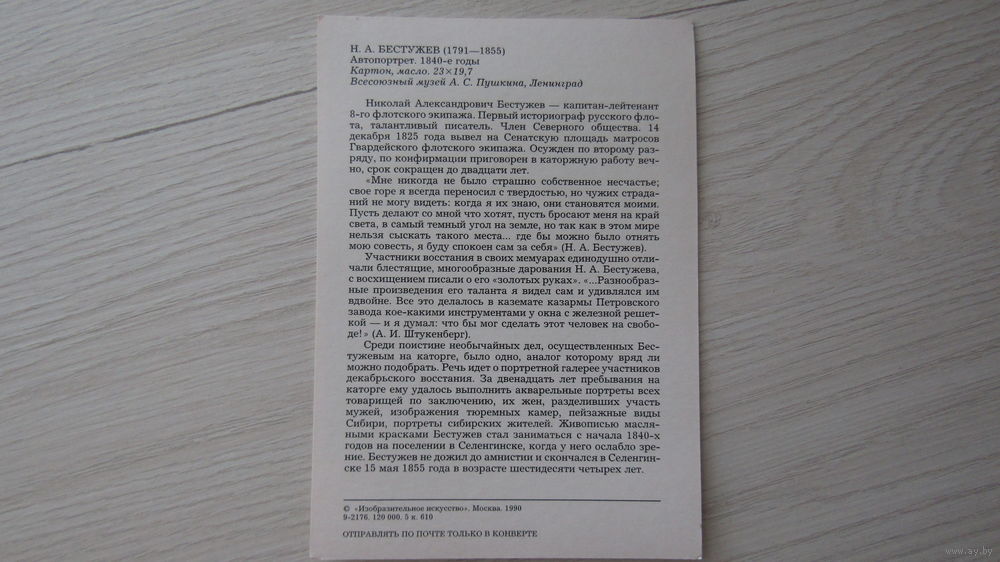 Н. А. БЕСТУЖЕВ (1791—1855)
Автопортрет. 1840-е годы
Картон, масло. 23×19,7
Всесоюзный музей А. С. Пушкина, Ленинград
Николай Александрович Бестужев — капитан-лейтенант
8-го флотского экипажа. Первый историограф русского фло-
та, талантливый писатель. Член Северного общества. 14
декабря 1825 года вывел на Сенатскую площадь матросов
Гвардейского флотского экипажа. Осужден по второму раз-
ряду, по конфирмации приговорен в каторжную работу веч-
но, срок сокращен до двадцати лет.
«Мне никогда не было страшно собственное несчастье;
свое горе я всегда переносил с твердостью, но чужих страда-
ний не могу видеть: когда я их знаю, они становятся моими.
Пусть делают со мной что хотят, пусть бросают меня на край
света, в самый темный угол на земле, но так как в этом мире
нельзя сыскать такого места... где бы можно было отнять
мою совесть, я буду спокоен сам за себя» (Н. А. Бестужев).
Участники восстания в своих мемуарах единодушно отли-
чали блестящие, многообразные дарования Н. А. Бестужева,
с восхищением писали о его «золотых руках». «...Разнообраз-
ные произведения его таланта я видел сам и удивлялся им
вдвойне. Все это делалось в каземате казармы Петровского
завода кое-какими инструментами у окна с железной решет-
кой — и я думал: что бы мог сделать этот человек на свобо-
де!» (А. И. Штукенберг).
Среди поистине необычайных дел, осуществленных Бес-
тужевым на каторге, было одно, аналог которому вряд ли
можно подобрать. Речь идет о портретной галерее участников
декабрьского восстания. За двенадцать лет пребывания на
каторге ему удалось выполнить акварельные портреты всех
товарищей по заключению, их жен, разделивших участь
мужей, изображения тюремных камер, пейзажные виды
Сибири, портреты сибирских жителей. Живописью масля-
ными красками Бестужев стал заниматься с начала 1840-х
годов на поселении в Селенгинске, когда у него ослабло зре-
ние. Бестужев не дожил до амнистии и скончался в Селенгин-
ске 15 мая 1855 года в возрасте шестидесяти четырех лет.
© «Изобразительное искусство». Москва. 1990
9-2176. 120 000. 5 к. 610
ОТПРАВЛЯТЬ ПО ПОЧТЕ ТОЛЬКО В КОНВЕРТЕ
www.ay.by